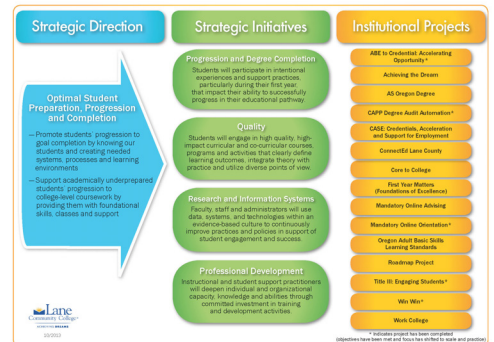 Strategic Direction
Optimal Student
Preparation, Progression
and Completion
— Promote students' progression to
goal completion by knowing our
students and creating needed
systems, processes and learning
environments
— Support academically underprepared
students' progression to
college-level coursework by
providing them with foundational
skills, classes and support
Lane
Community College
Strategic Initiatives
Progression and Degree Completion
Students will participate in intentional
experiences and support practices,
particularly during their first year,
that impact their ability to successfully
progress in their educational pathway
Quality
Students will engage in high quality, high-
impact curricular and co-curricular courses,
programs and activities that clearly define
learning outcomes, integrate theory with
practice and utilize diverse points of view.
Research and Information Systems
Faculty, staff and administrators will use
data, systems, and technologies within an
evidence-based culture to continuously
improve practices and policies in support of
student engagement and success.
Professional Development
Instructional and student support practitioners
will deepen individual and organizational
capacity, knowledge and abilities through
committed investment in training
and development activities.
Institutional Projects
ABE to Credential: Accelerating
Opportunity*
Achieving the Dream
AS Oregon Degree
CAPP Degree Audit Automation*
CASE: Credentials, Acceleration
and Support for Employment
ConnectEd Lane County
Core to College
First Year Matters
(Foundations of Excellence)
Mandatory Online Advising
Mandatory Online Orientation*
Oregon Adult Basic Skills
Learning Standards
Roadmap Project
Title III: Engaging Students*
Win Win*
Work College
* Indicates project has been completed
(objectives have been met and focus has shifted to scale and practice)